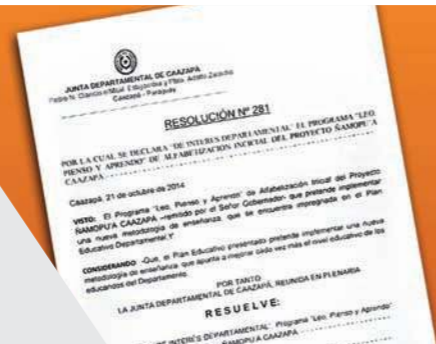 JUNTA DEPARTAMENTAL DE CAAZAPÁ
Caazapá - Paraguay
RESOLUCIÓN Nº 281
POR LA CUAL SE DECLARA "DE INTERÉS DEPARTAMENTAL" EL PROGRAMA "LEO,
PIENSO Y APRENDO" DE ALFABETIZACIÓN INICIAL DEL PROYECTO ÑAMOPU'A
CAAZAPÁ
Caazapá, 21 de octubre de 2014
VISTO: El Programa "Leo, Pienso y Aprendo" de Alfabetización Inicial del Proyecto
ÑAMOPU'A CAAZAPÁ -remitido por el Señor Gobernador- que pretende implementar
una nueva metodología de enseñanza que se encuentra impregnada en el Plan
Educativo Departamental,Y
CONSIDERANDO -Que, el Plan Educativo presentado pretende implementar una nueva
metodología de enseñanza que apunta a mejorar cada vez más el nivel educativo de los
educandos del Departamento.
POR TANTO
LA JUNTA DEPARTAMENTAL DE CAAZAPÁ, REUNIDA EN PLENARIA
RESUELVE:
DE INTERÉS DEPARTAMENTAL" Programa "Leo, Pienso y Aprendo"
ÑAMOPU'A CAAZAPÁ